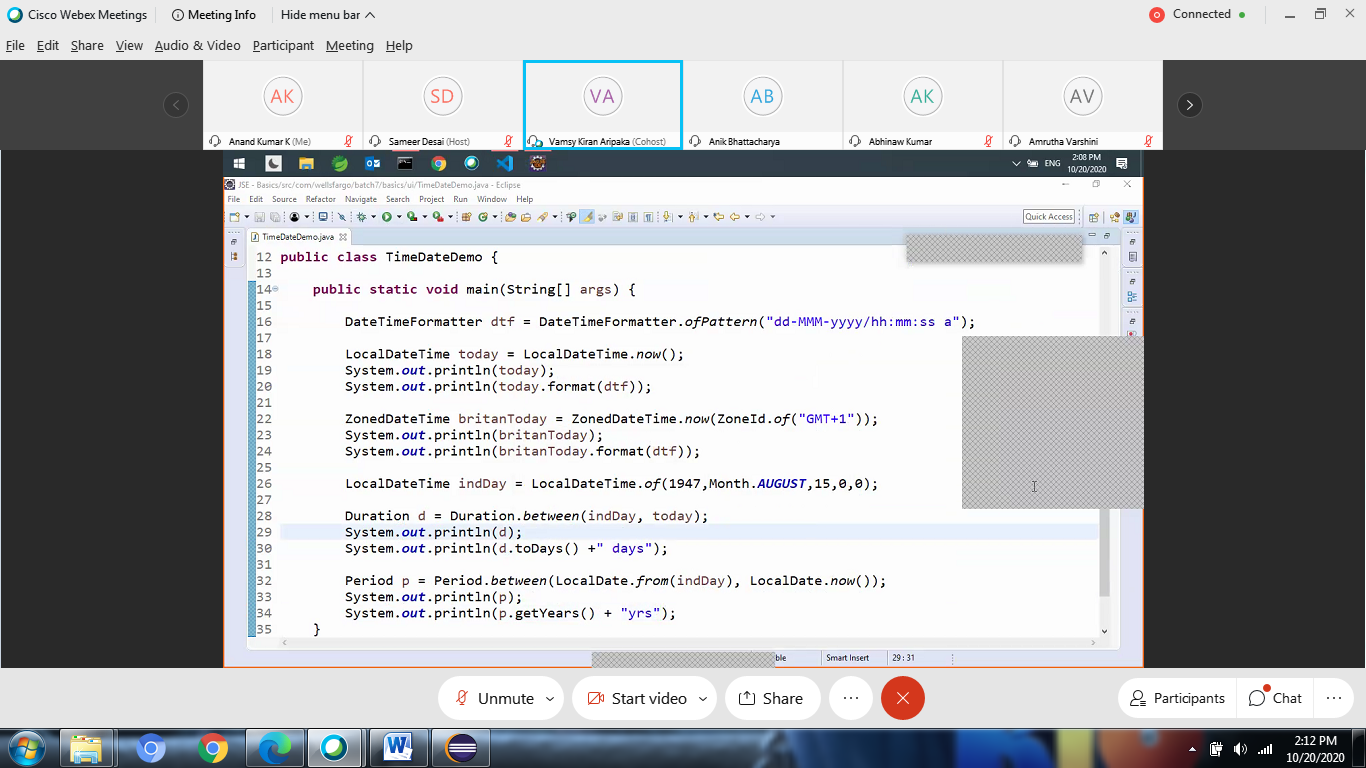 Cisco Webex Meetings
Meeting Info
Hide menu bar
Connected
File Edit Share View Audio & Video Participant Meeting Help
AK SD VA AB AK AV
Anand Kumar K (Me) Sameer Desai (Host) Vamsy Kiran Aripaka (Cohost) Anik Bhattacharya Abhinaw Kumar Amrutha Varshini
ENG
2:08 PM
10/20/2020
JSE - Basics/src/com/wellsfargo/batch7/basics/ui/TimeDateDemo.java - Eclipse
File Edit Source Refactor Navigate Search Project Run Window Help
Quick Access
TimeDateDemo.java
12 public class TimeDateDemo {
13
14 public static void main(String[] args) {
15
16 DateTimeFormatter dtf = DateTimeFormatter.ofPattern("dd-MMM-yyyy/hh:mm:ss a");
17
18 LocalDateTime today = LocalDateTime.now();
19 System.out.println(today);
20 System.out.println(today.format(dtf));
21
22 ZonedDateTime britanToday = ZonedDateTime.now(ZoneId.of("GMT+1"));
23 System.out.println(britanToday);
24 System.out.println(britanToday.format(dtf));
25
26 LocalDateTime indDay = LocalDateTime.of(1947,Month.AUGUST,15,0,0);
27
28 Duration d = Duration.between(indDay, today);
29 System.out.println(d);
30 System.out.println(d.toDays() +" days");
31
32 Period p = Period.between(LocalDate.from(indDay), LocalDate.now());
33 System.out.println(p);
34 System.out.println(p.getYears() + "yrs");
35 }
ble Smart Insert 29 : 31
Unmute Start video Share Participants Chat
2:12 PM
10/20/2020